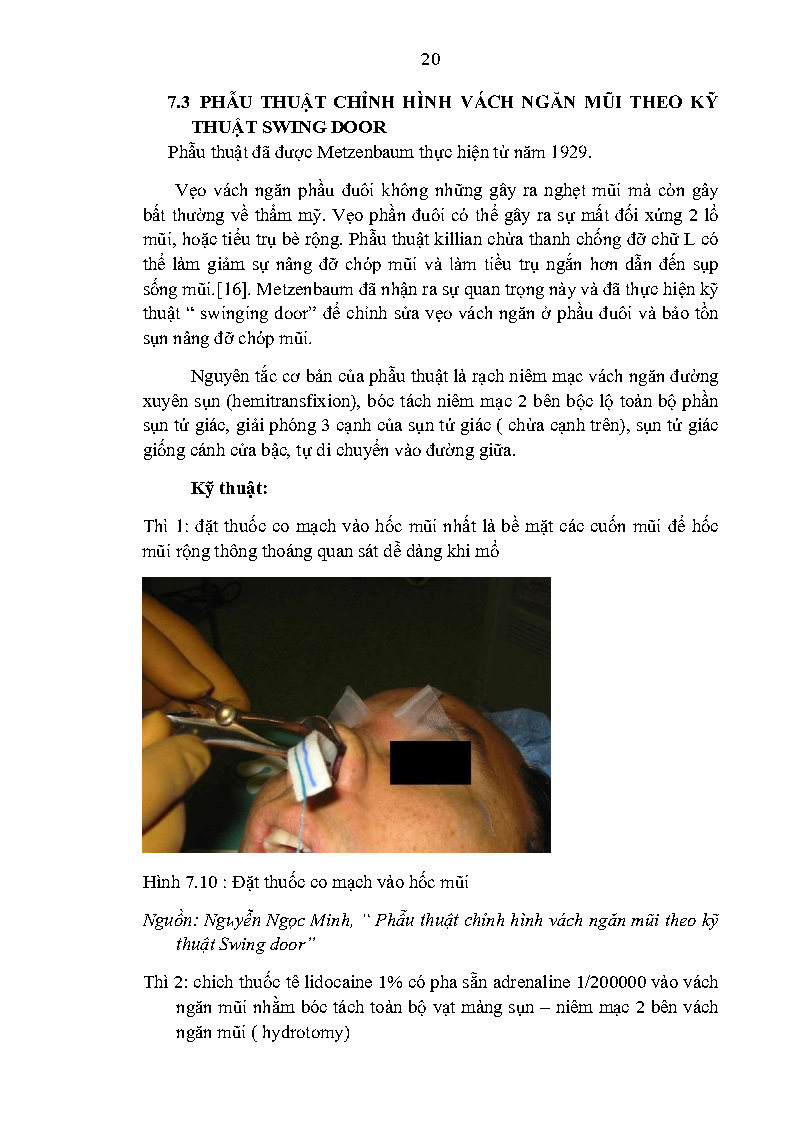 20
7.3 PHẪU THUẬT CHỈNH HÌNH VÁCH NGĂN MŨI THEO KỸ
THUẬT SWING DOOR
Phẫu thuật đã được Metzenbaum thực hiện từ năm 1929.
Vẹo vách ngăn phần đuôi không những gây ra nghẹt mũi mà còn gây
bất thường về thẩm mỹ. Vẹo phần đuôi có thể gây ra sự mất đối xứng 2 lổ
mũi, hoặc tiểu trụ bè rộng. Phẫu thuật killian chừa thanh chống đỡ chữ L có
thể làm giảm sự nâng đỡ chóp mũi và làm tiểu trụ ngắn hơn dẫn đến sụp
sống mũi.[16]. Metzenbaum đã nhận ra sự quan trọng này và đã thực hiện kỹ
thuật “ swinging door” để chỉnh sửa vẹo vách ngăn ở phần đuôi và bảo tồn
sụn nâng đỡ chóp mũi.
Nguyên tắc cơ bản của phẫu thuật là rạch niêm mạc vách ngăn đường
xuyên sụn (hemitransfixion), bóc tách niêm mạc 2 bên bộc lộ toàn bộ phần
sụn tứ giác, giải phóng 3 cạnh của sụn tứ giác ( chừa cạnh trên), sụn tứ giác
giống cánh cửa bậc, tự di chuyển vào đường giữa.
Kỹ thuật:
Thì 1: đặt thuốc co mạch vào hốc mũi nhất là bề mặt các cuốn mũi để hốc
mũi rộng thông thoáng quan sát dễ dàng khi mổ
Hình 7.10 : Đặt thuốc co mạch vào hốc mũi
Nguồn: Nguyễn Ngọc Minh, “ Phẫu thuật chỉnh hình vách ngăn mũi theo kỹ
thuật Swing door”
Thì 2: chich thuốc tê lidocaine 1% có pha sẵn adrenaline 1/200000 vào vách
ngăn mũi nhằm bóc tách toàn bộ vạt màng sụn – niêm mạc 2 bên vách
ngăn mũi ( hydrotomy)